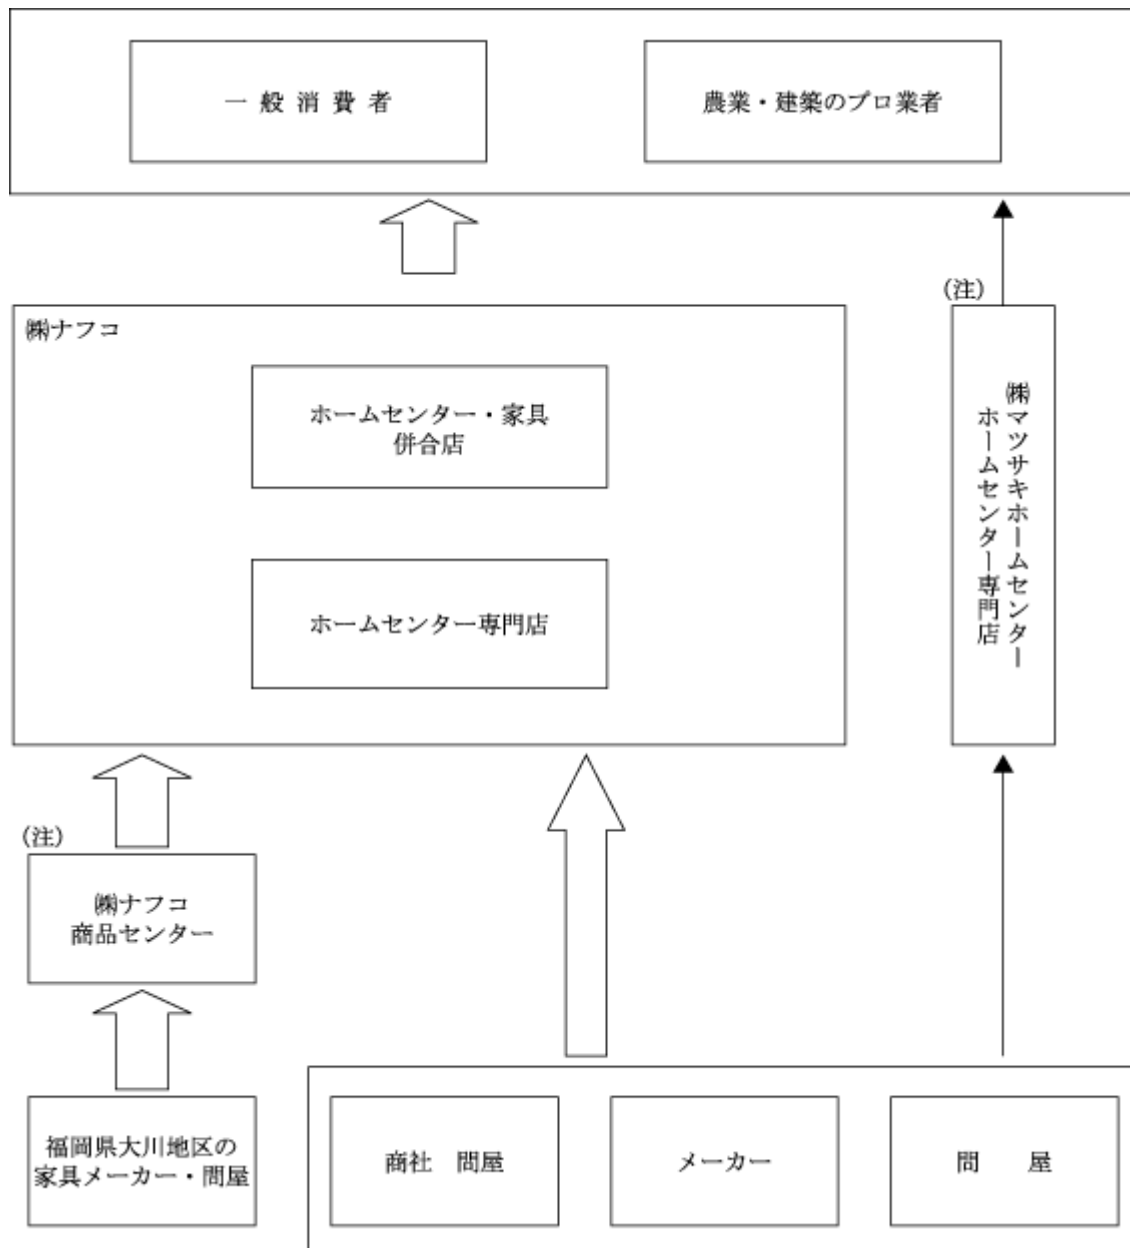 一 般 消 費 者
農業・建築のプロ業者
(注)
㈱ナフコ
ホームセンター・家具
併合店
ホームセンター専門店
㈱マツサキホームセンター
ホームセンター専門店
(注)
㈱ナフコ
商品センター
福岡県大川地区の
家具メーカー・問屋
商社 問屋
メーカー
問 屋